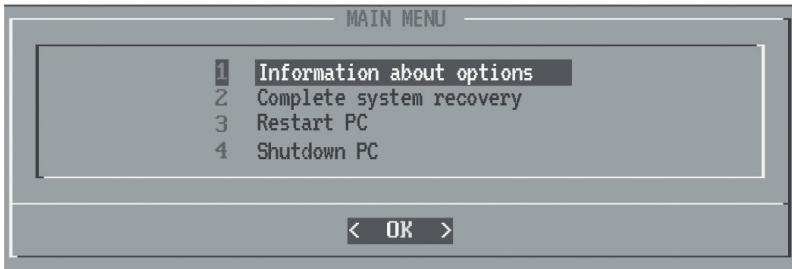 MAIN MENU
1 Information about options
2 Complete system recovery
3 Restart PC
4 Shutdown PC
< OK >